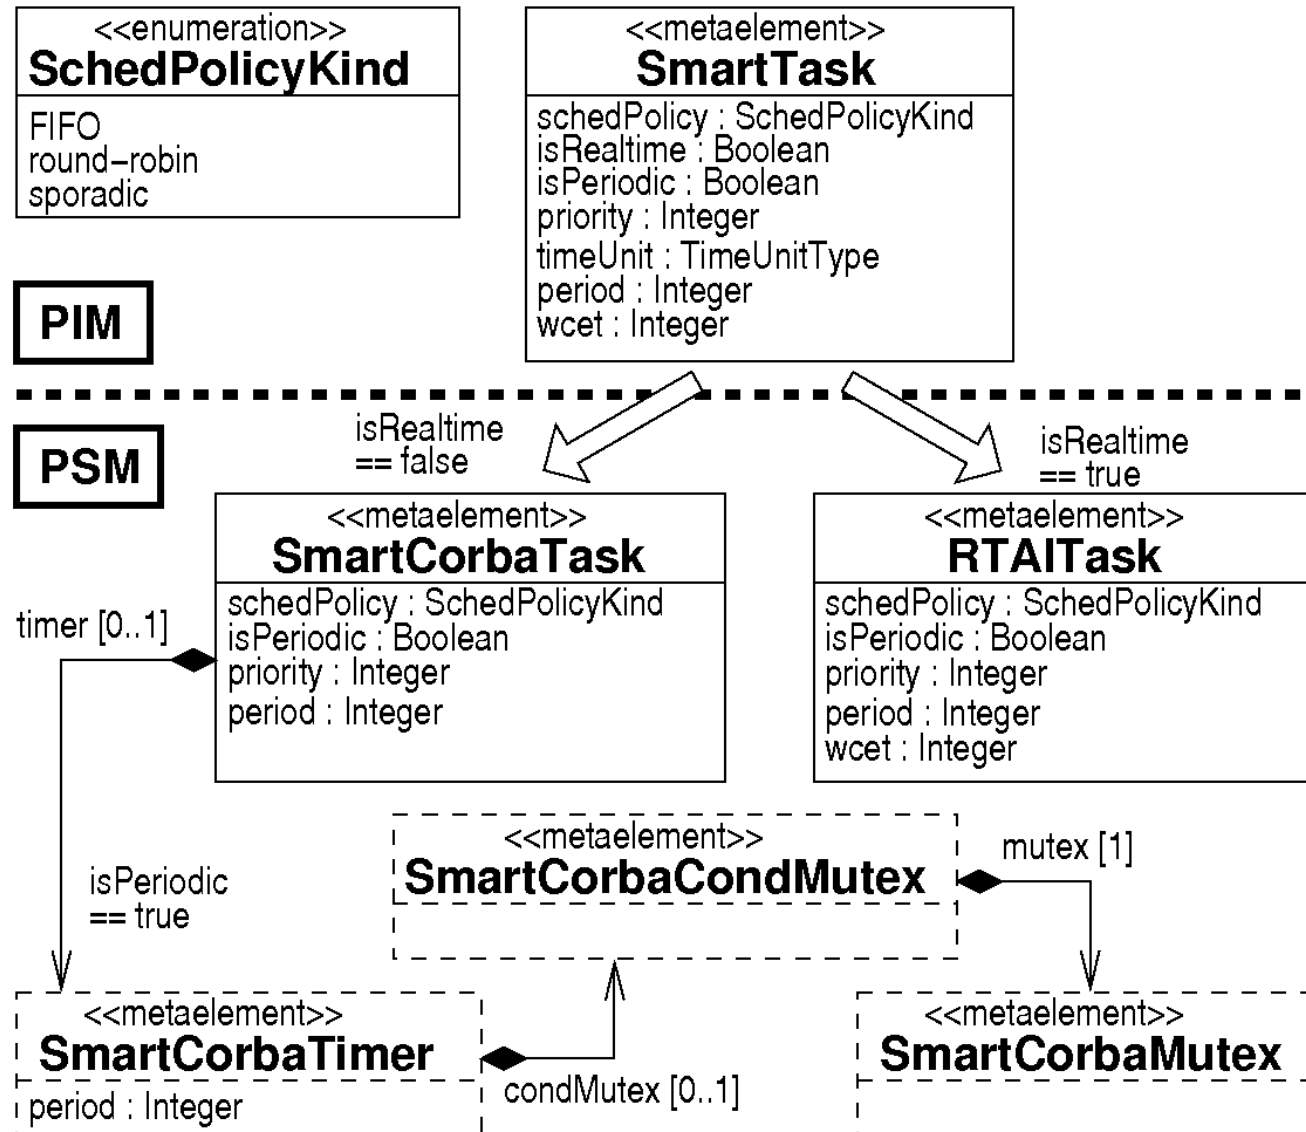 <<enumeration>>
SchedPolicyKind
FIFO
round-robin
sporadic
<<metaelement>>
SmartTask
schedPolicy : SchedPolicyKind
isRealtime : Boolean
isPeriodic : Boolean
priority : Integer
timeUnit : TimeUnitType
period : Integer
wcet : Integer
PIM
PSM
isRealtime
== false
isRealtime
== true
<<metaelement>>
SmartCorbaTask
schedPolicy : SchedPolicyKind
isPeriodic : Boolean
priority : Integer
period : Integer
<<metaelement>>
RTAITask
schedPolicy : SchedPolicyKind
isPeriodic : Boolean
priority : Integer
period : Integer
wcet : Integer
timer [0..1]
isPeriodic
== true
<<metaelement>>
SmartCorbaCondMutex
mutex [1]
<<metaelement>>
SmartCorbaTimer
period : Integer
condMutex [0..1]
<<metaelement>>
SmartCorbaMutex